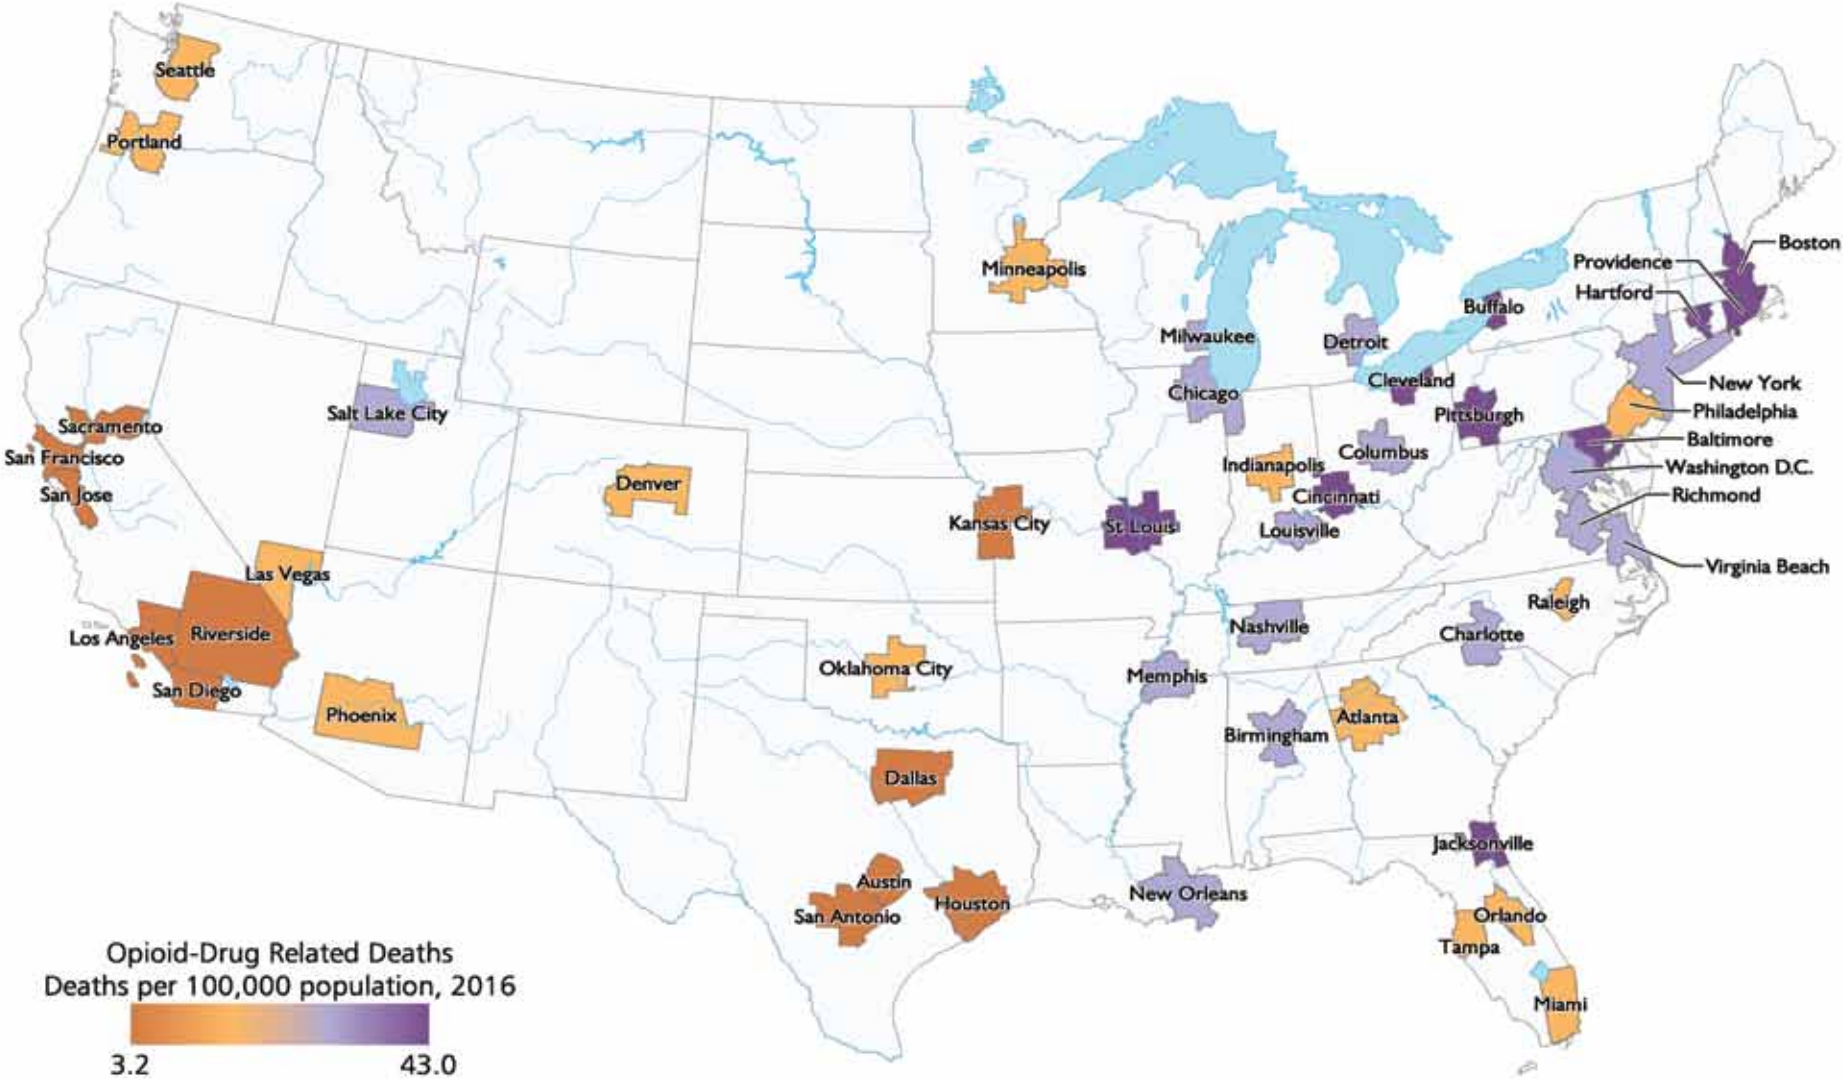 Seattle
Portland
Minneapolis
Boston
Providence
Hartford
Buffalo
Milwaukee
Detroit
Cleveland
New York
Chicago
Pittsburgh
Philadelphia
Salt Lake City
Sacramento
Baltimore
Columbus
San Francisco
Indianapolis
Washington D.C.
Denver
San Jose
Cincinnati
Richmond
Kansas City
St Louis
Louisville
Virginia Beach
Las Vegas
Raleigh
Los Angeles
Riverside
Nashville
Charlotte
Oklahoma City
Memphis
San Diego
Phoenix
Birmingham
Atlanta
Dallas
Jacksonville
Austin
New Orleans
Houston
San Antonio
Orlando
Tampa
Miami
Opioid-Drug Related Deaths
Deaths per 100,000 population, 2016
3.2
43.0